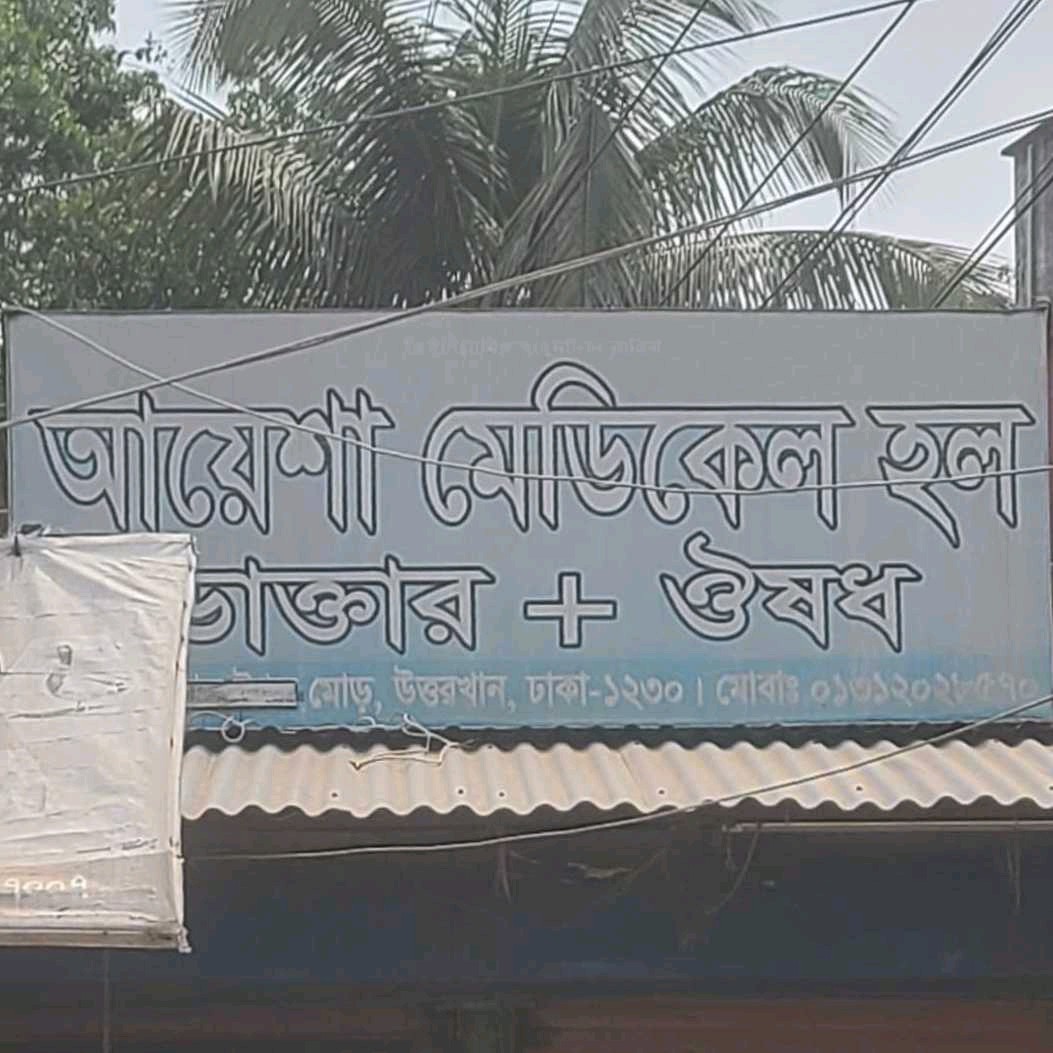 আয়েশা মেডিকেল হল
ডাক্তার + ঔষধ
মোড়, উত্তরখান, ঢাকা-১২৩০। মোবাঃ ০১৩১২০২৮৫৭০